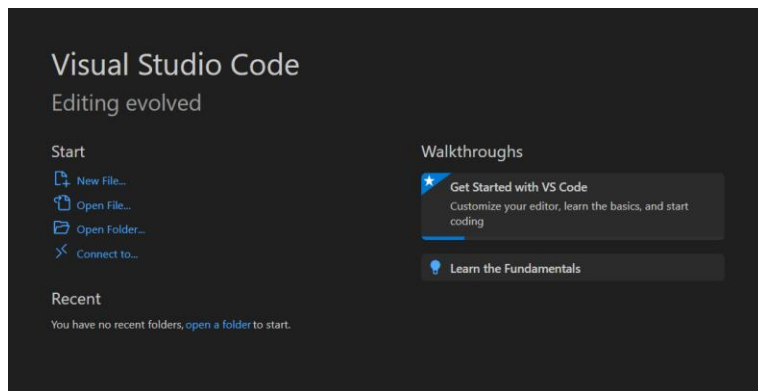 Visual Studio Code
Editing evolved
Start
New File...
Open File...
Open Folder...
Connect to...
Recent
You have no recent folders, open a folder to start.
Walkthroughs
Get Started with VS Code
Customize your editor, learn the basics, and start
coding
Learn the Fundamentals